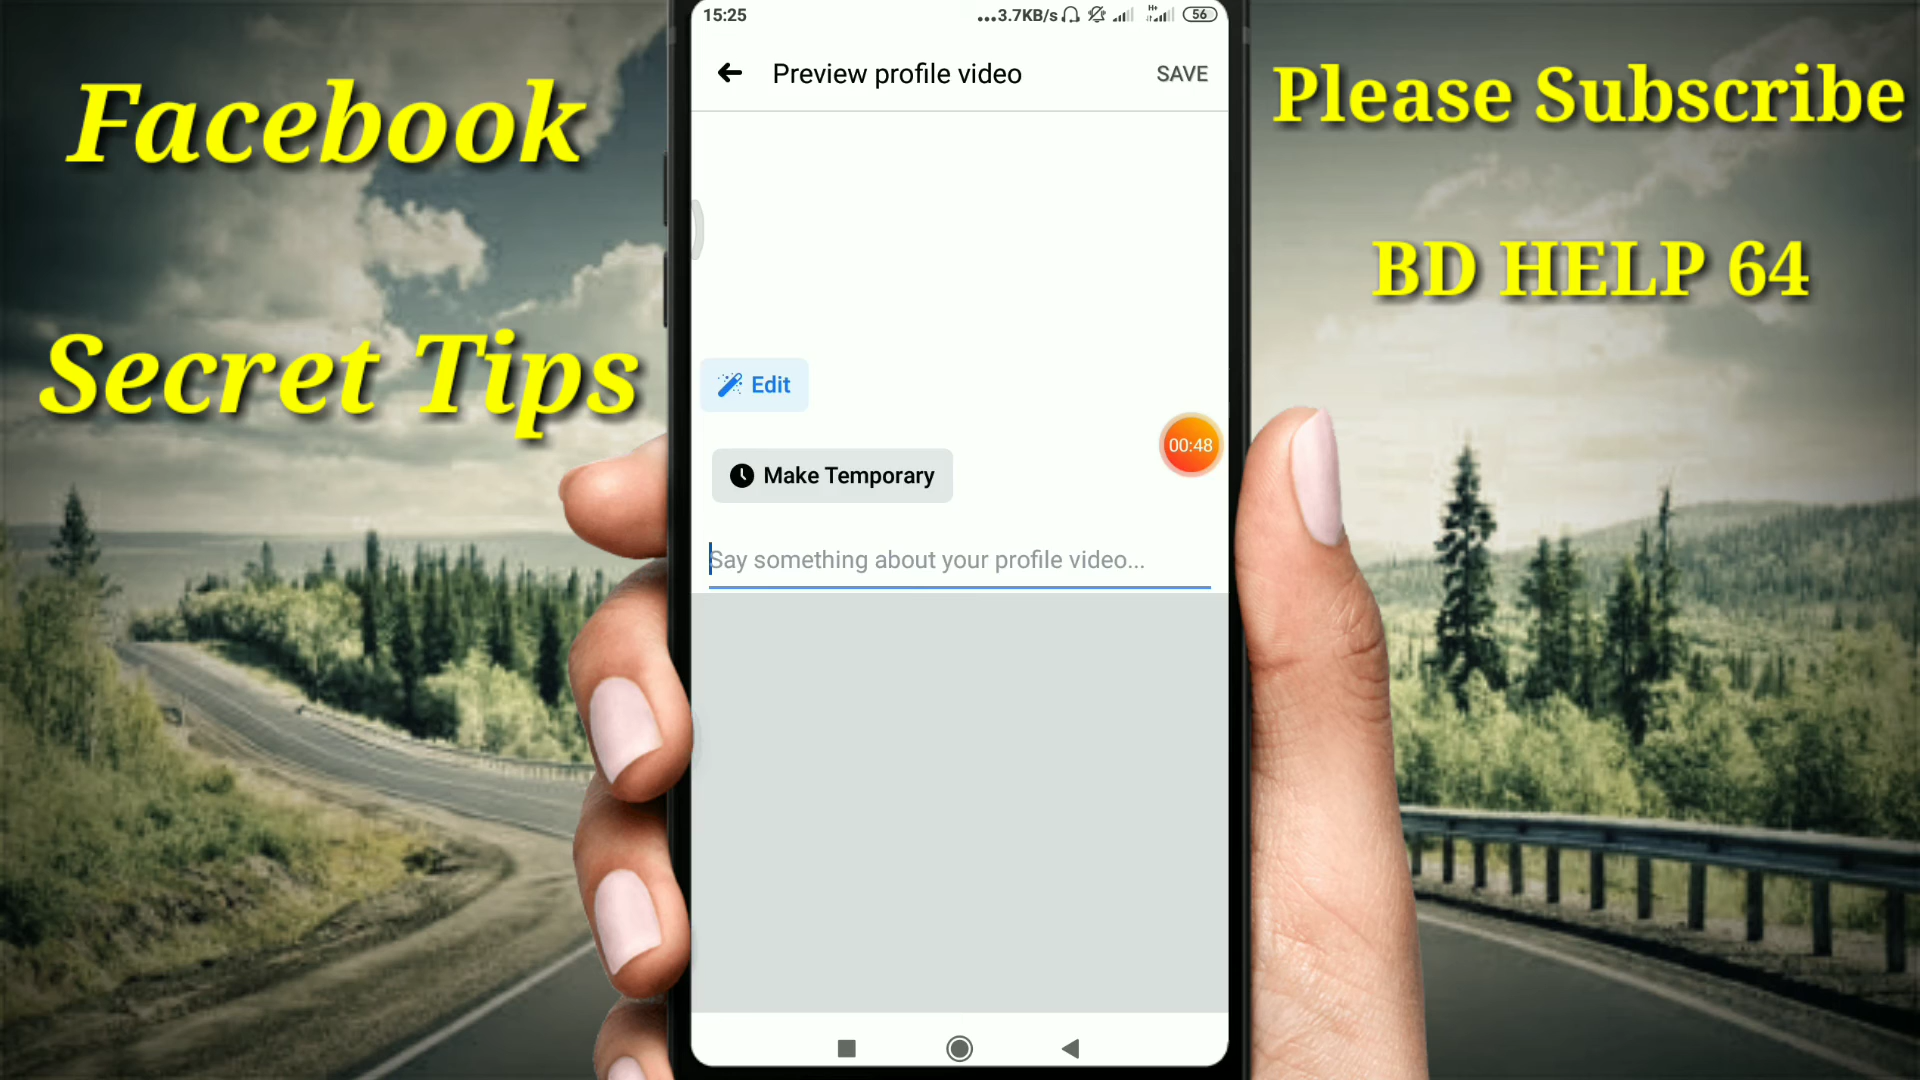 Facebook
Secret Tips
15:25
...3.7KB/s
H+
56
Preview profile video
SAVE
Edit
00:48
Make Temporary
Say something about your profile video...
Please Subscribe
BD HELP 64